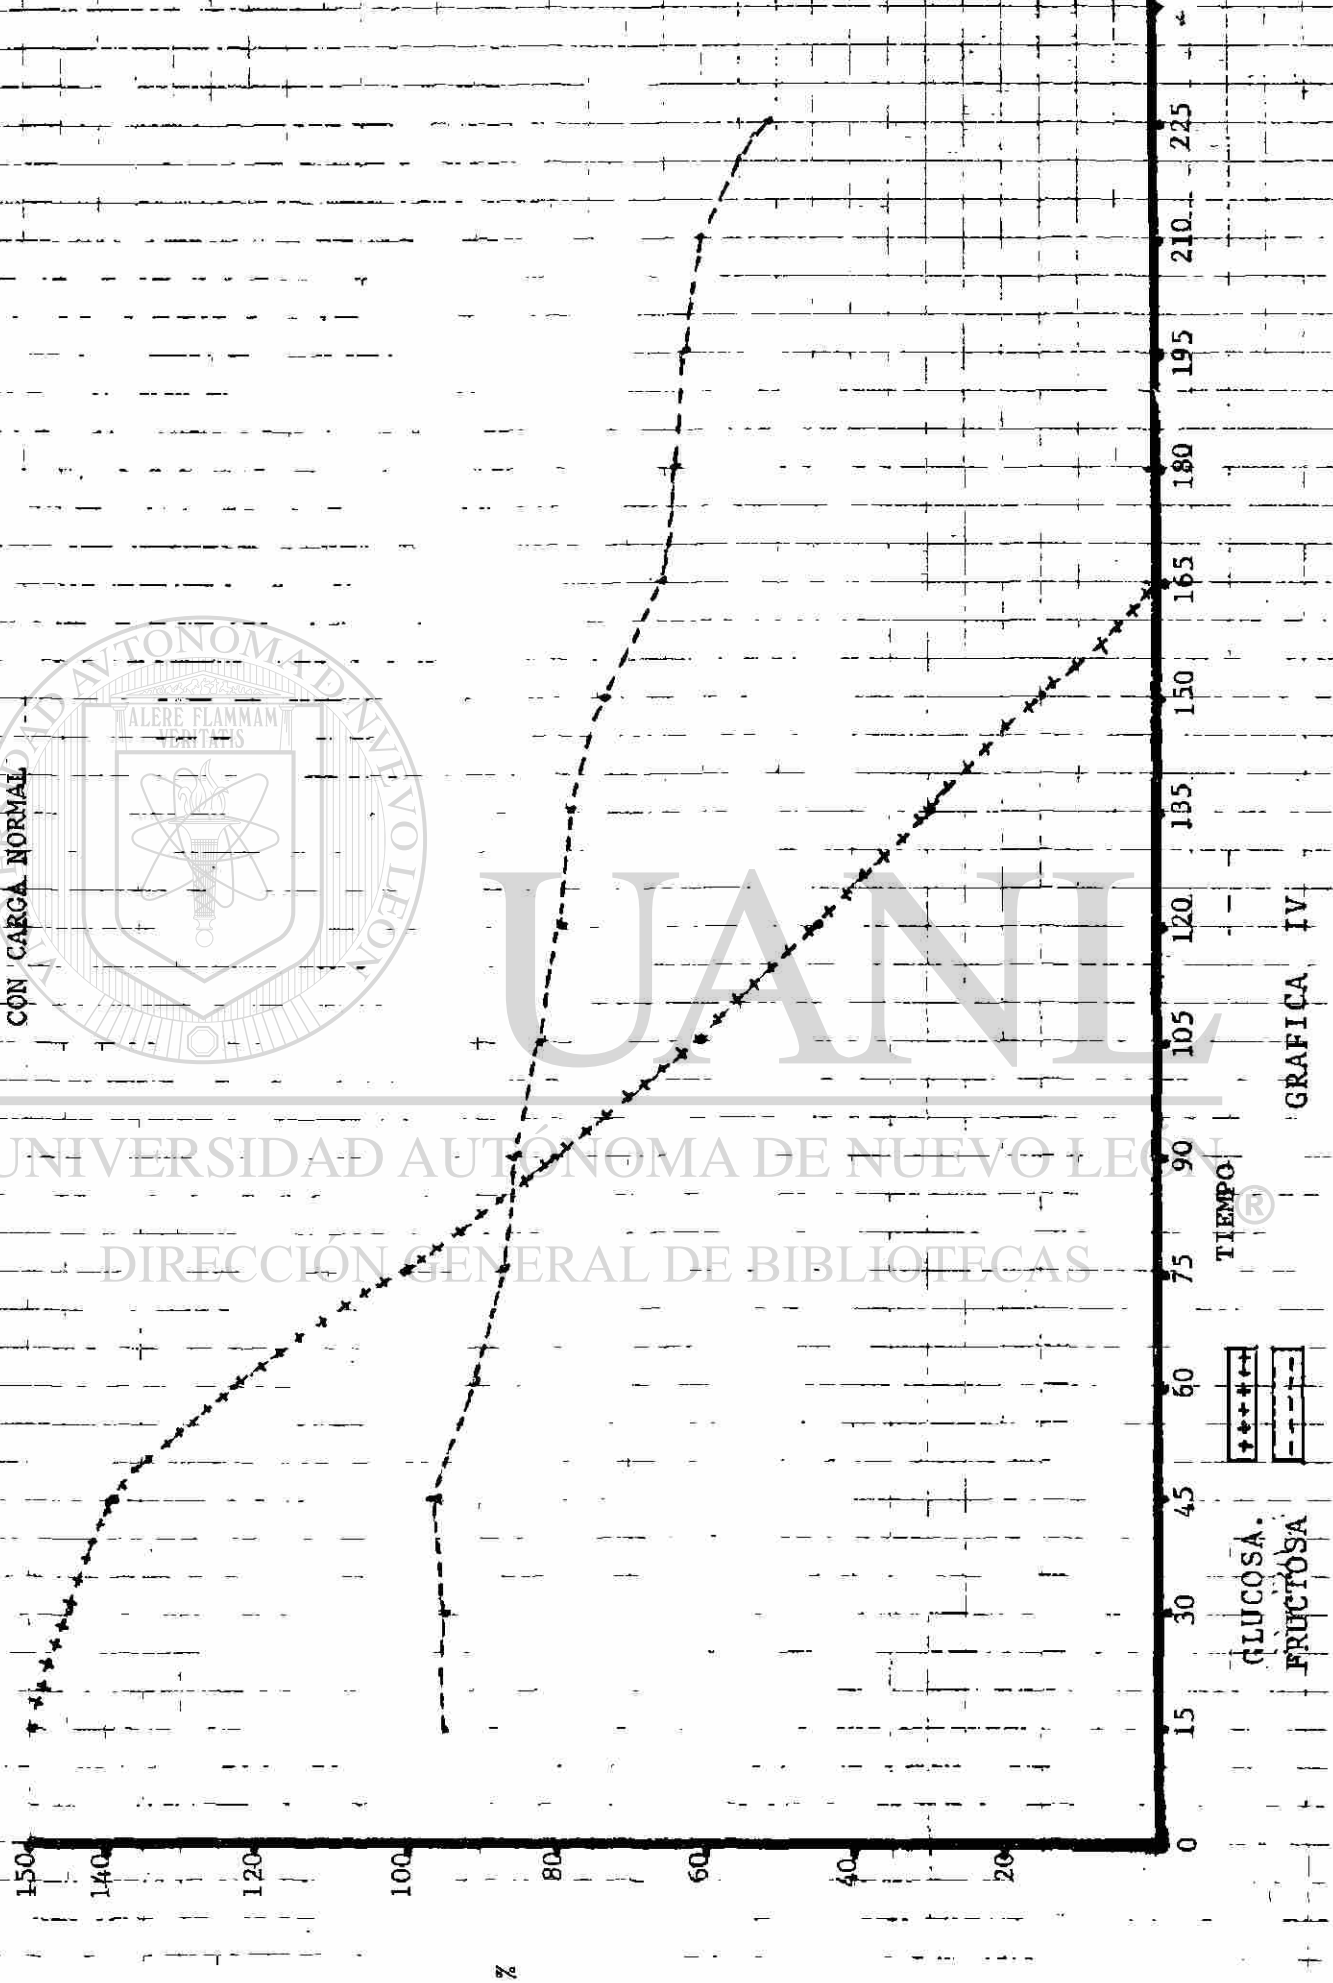 CON CARGA NORMAL
150
140
120
100
80
60
40
20
%
0 15 30 45 60 75 90 105 120 135 150 165 180 195 210 225
TIEMPO
GLUCOSA.
FRUCTOSA
GRAFICA IV
ALERE FLAMMAM
VERITATIS
UANL
UNIVERSIDAD AUTÓNOMA DE NUEVO LEÓN
®
DIRECCIÓN GENERAL DE BIBLIOTECAS